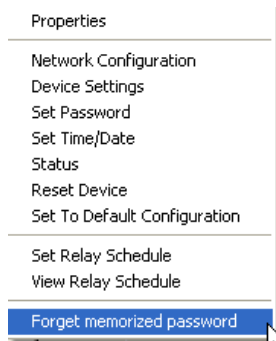 Properties
Network Configuration
Device Settings
Set Password
Set Time/Date
Status
Reset Device
Set To Default Configuration
Set Relay Schedule
View Relay Schedule
Forget memorized password